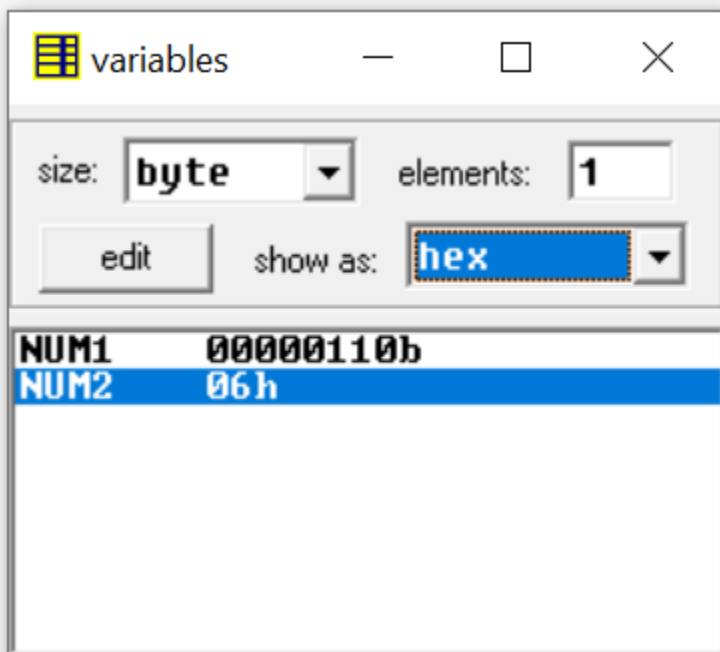 variables
size: byte elements: 1
edit show as: hex
NUM1 00000110b
NUM2 06h